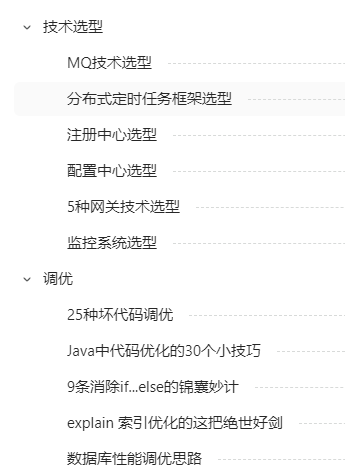 技术选型
MQ技术选型
分布式定时任务框架选型
注册中心选型
配置中心选型
5种网关技术选型
监控系统选型
调优
25种坏代码调优
Java中代码优化的30个小技巧
9条消除if...else的锦囊妙计
explain 索引优化的这把绝世好剑
数据库性能调优思路